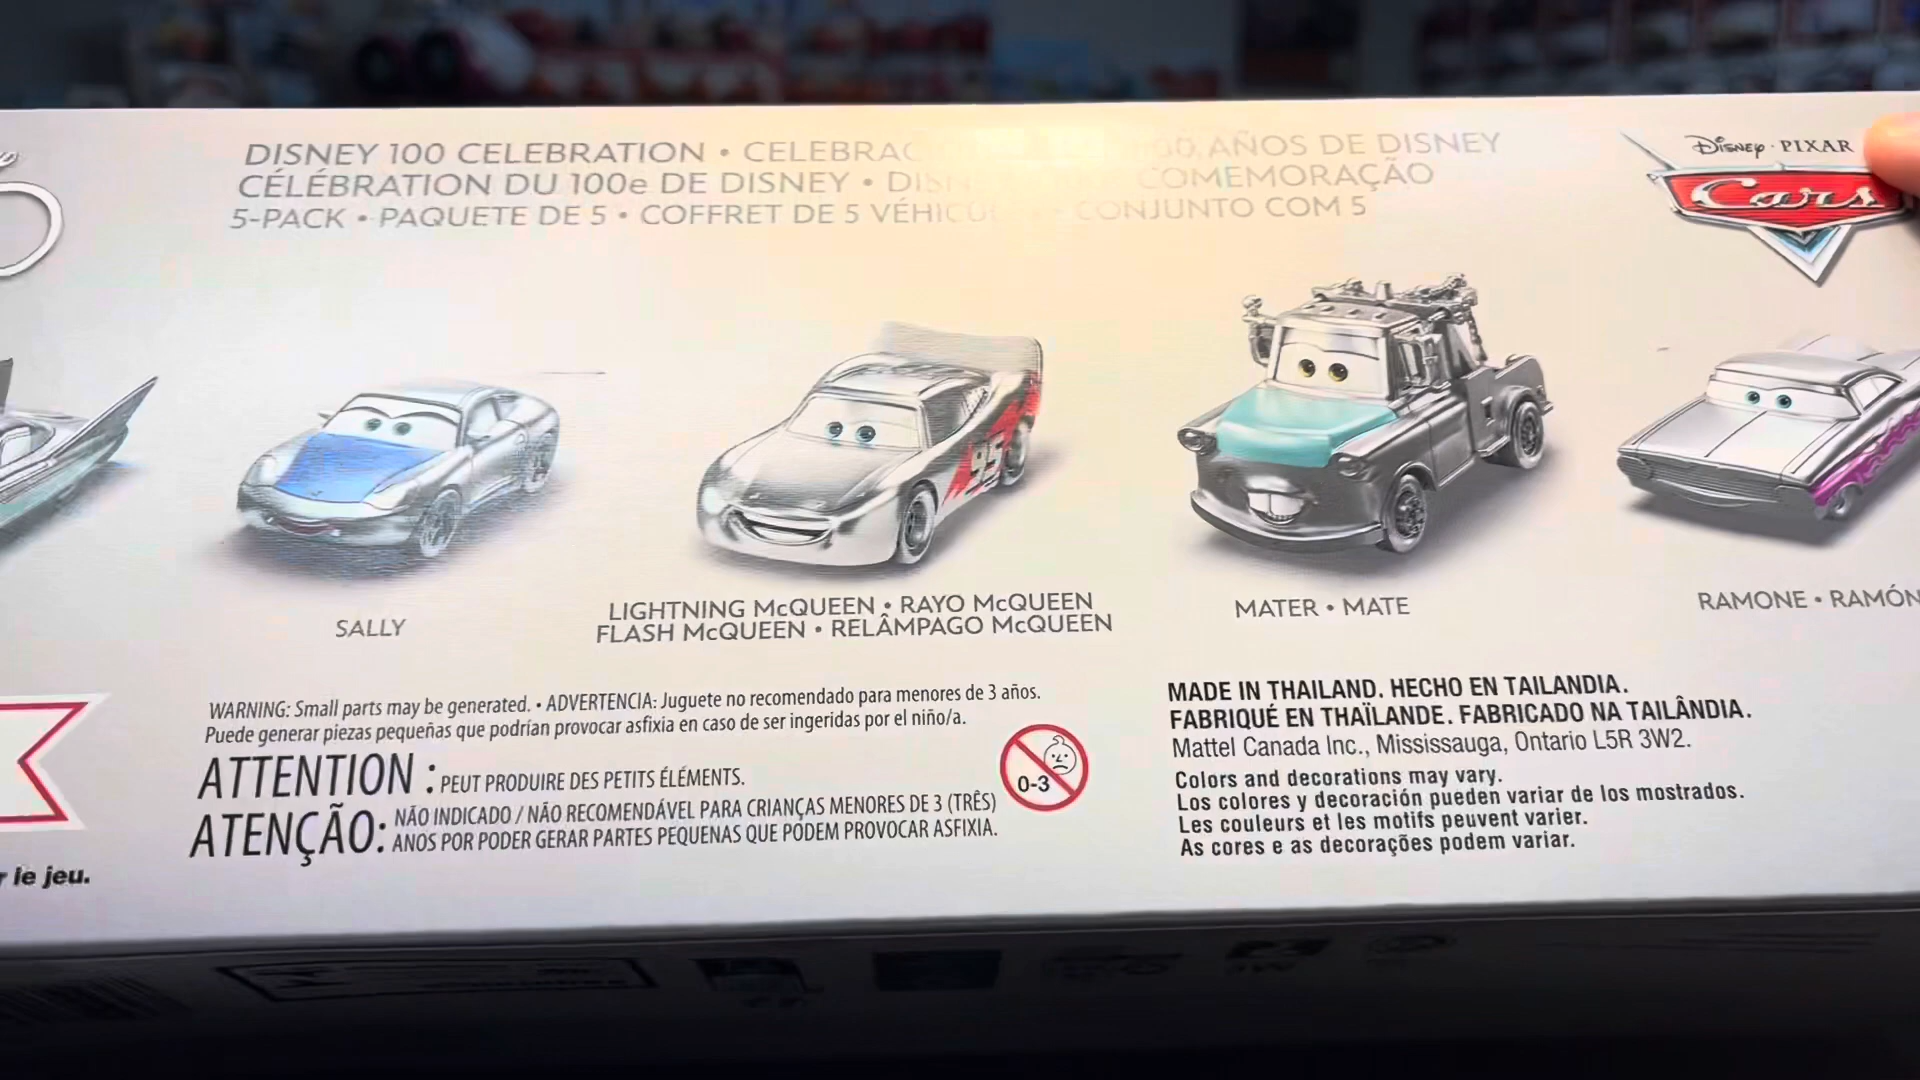 DISNEY 100 CELEBRATION • CELEBRAC AÑOS DE DISNEY
CÉLÉBRATION DU 100e DE DISNEY • COMEMORAÇÃO
5-PACK • PAQUETE DE 5 • COFFRET DE 5 CONJUNTO COM 5
Disney • PIXAR
Cars
95
SALLY
LIGHTNING McQUEEN • RAYO McQUEEN
FLASH McQUEEN • RELÂMPAGO McQUEEN
MATER • MATE
RAMONE • RAMÓN
WARNING: Small parts may be generated. • ADVERTENCIA: Juguete no recomendado para menores de 3 años.
Puede generar piezas pequeñas que podrían provocar asfixia en caso de ser ingeridas por el niño/a.
ATTENTION : PEUT PRODUIRE DES PETITS ÉLÉMENTS.
ATENÇÃO: NÃO INDICADO / NÃO RECOMENDÁVEL PARA CRIANÇAS MENORES DE 3 (TRÊS)
ANOS POR PODER GERAR PARTES PEQUENAS QUE PODEM PROVOCAR ASFIXIA.
0-3
MADE IN THAILAND. HECHO EN TAILANDIA.
FABRIQUÉ EN THAÏLANDE. FABRICADO NA TAILÂNDIA.
Mattel Canada Inc., Mississauga, Ontario L5R 3W2.
Colors and decorations may vary.
Los colores y decoración pueden variar de los mostrados.
Les couleurs et les motifs peuvent varier.
As cores e as decorações podem variar.
le jeu.